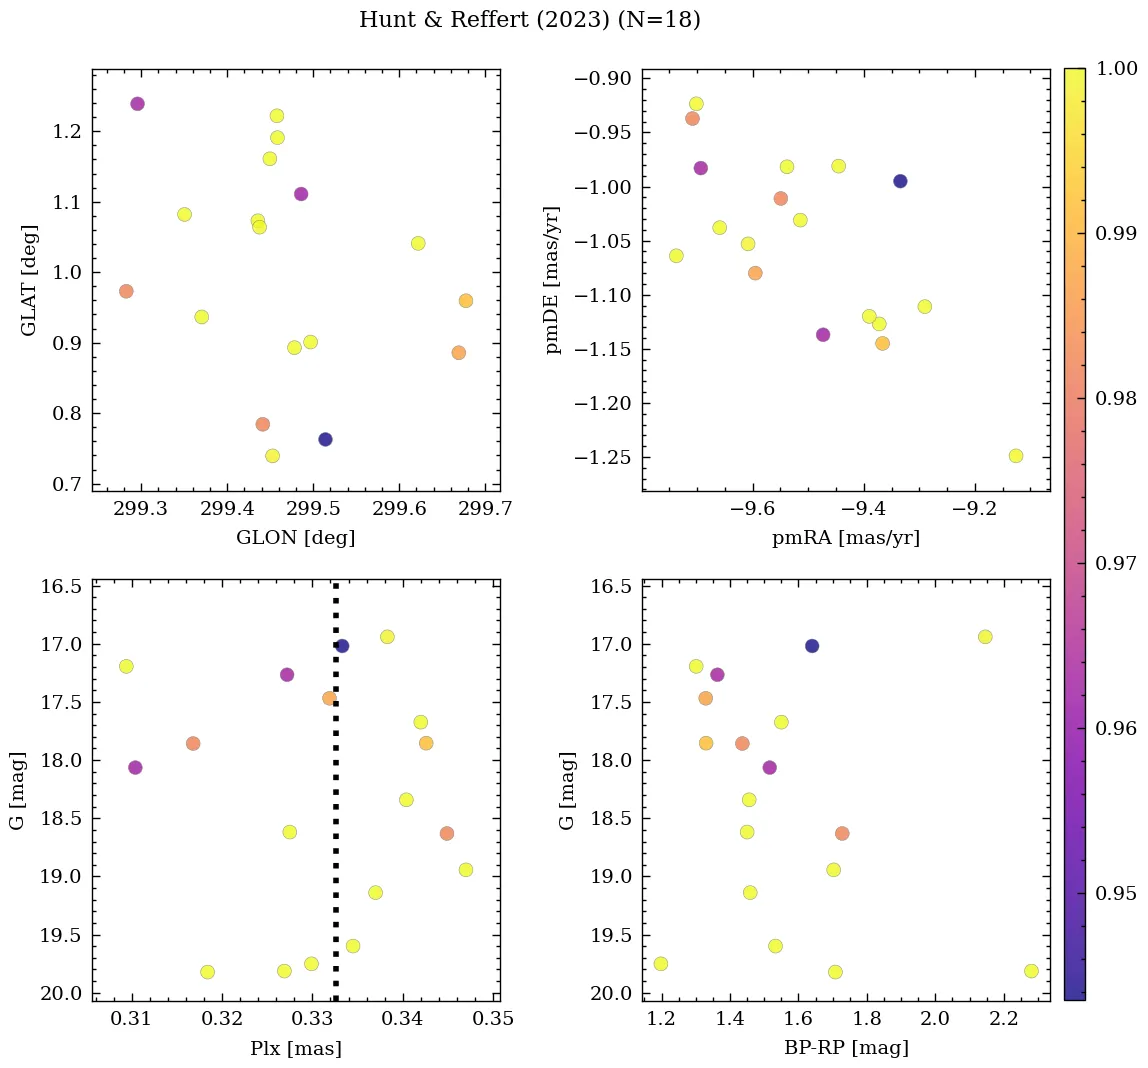 Hunt & Reffert (2023) (N=18)
GLAT [deg]
1.2
1.1
1.0
0.9
0.8
0.7
299.3 299.4 299.5 299.6 299.7
GLON [deg]
pmDE [mas/yr]
−0.90
−0.95
−1.00
−1.05
−1.10
−1.15
−1.20
−1.25
−9.6 −9.4 −9.2
pmRA [mas/yr]
G [mag]
16.5
17.0
17.5
18.0
18.5
19.0
19.5
20.0
0.31 0.32 0.33 0.34 0.35
Plx [mas]
G [mag]
16.5
17.0
17.5
18.0
18.5
19.0
19.5
20.0
1.2 1.4 1.6 1.8 2.0 2.2
BP-RP [mag]
1.00
0.99
0.98
0.97
0.96
0.95